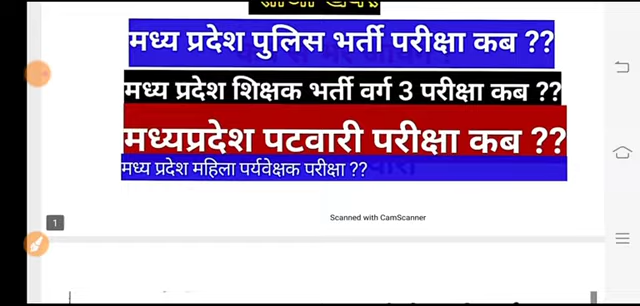 मध्य प्रदेश पुलिस भर्ती परीक्षा कब ??
मध्य प्रदेश शिक्षक भर्ती वर्ग 3 परीक्षा कब ??
मध्यप्रदेश पटवारी परीक्षा कब ??
मध्य प्रदेश महिला पर्यवेक्षक परीक्षा ??
Scanned with CamScanner
1